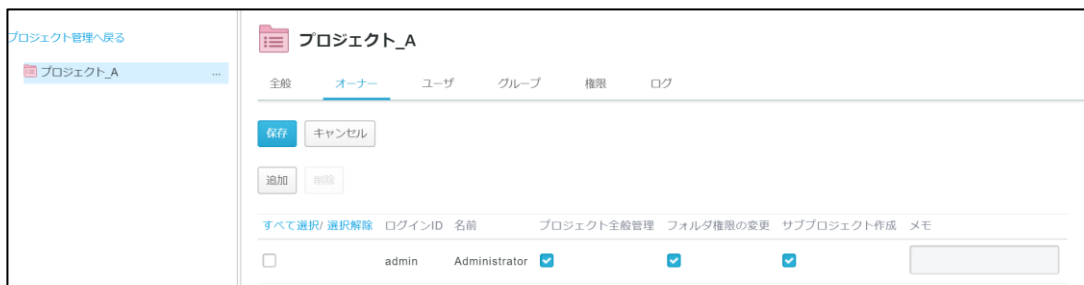 プロジェクト管理へ戻る
プロジェクト_A ...
プロジェクト_A
全般 オーナー ユーザ グループ 権限 ログ
保存 キャンセル
追加 削除
すべて選択/ 選択解除 ログインID 名前 プロジェクト全般管理 フォルダ権限の変更 サブプロジェクト作成 メモ
admin Administrator